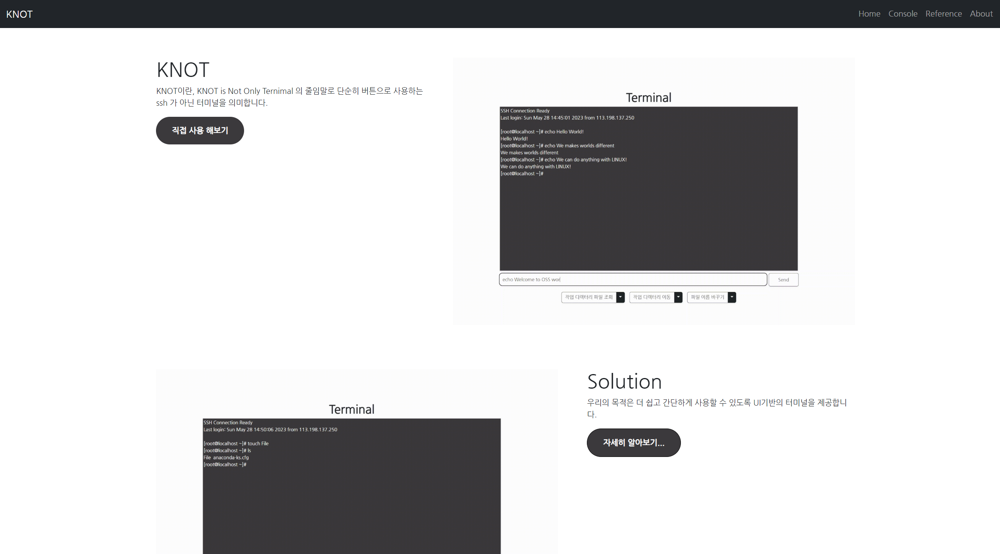 KNOT
Home Console Reference About
KNOT
KNOT이란, KNOT is Not Only Ternimal 의 줄임말로 단순히 버튼으로 사용하는
ssh 가 아닌 터미널을 의미합니다.
직접 사용 해보기
Terminal
SSH Connection Ready
Last login: Sun May 28 14:45:01 2023 from 113.198.137.250
[root@localhost ~]# echo Hello World!
Hello World!
[root@localhost ~]# echo We makes worlds different
We makes worlds different
[root@localhost ~]# echo We can do anything with LINUX!
We can do anything with LINUX!
[root@localhost ~]#
echo Welcome to OSS wor
Send
작업 디렉터리 파일 조회 작업 디렉터리 이동 파일 이름 바꾸기
Terminal
SSH Connection Ready
Last login: Sun May 28 14:50:06 2023 from 113.198.137.250
[root@localhost ~]# touch File
[root@localhost ~]# ls
File anaconda-ks.cfg
[root@localhost ~]#
Solution
우리의 목적은 더 쉽고 간단하게 사용할 수 있도록 UI기반의 터미널을 제공합니
다.
자세히 알아보기...